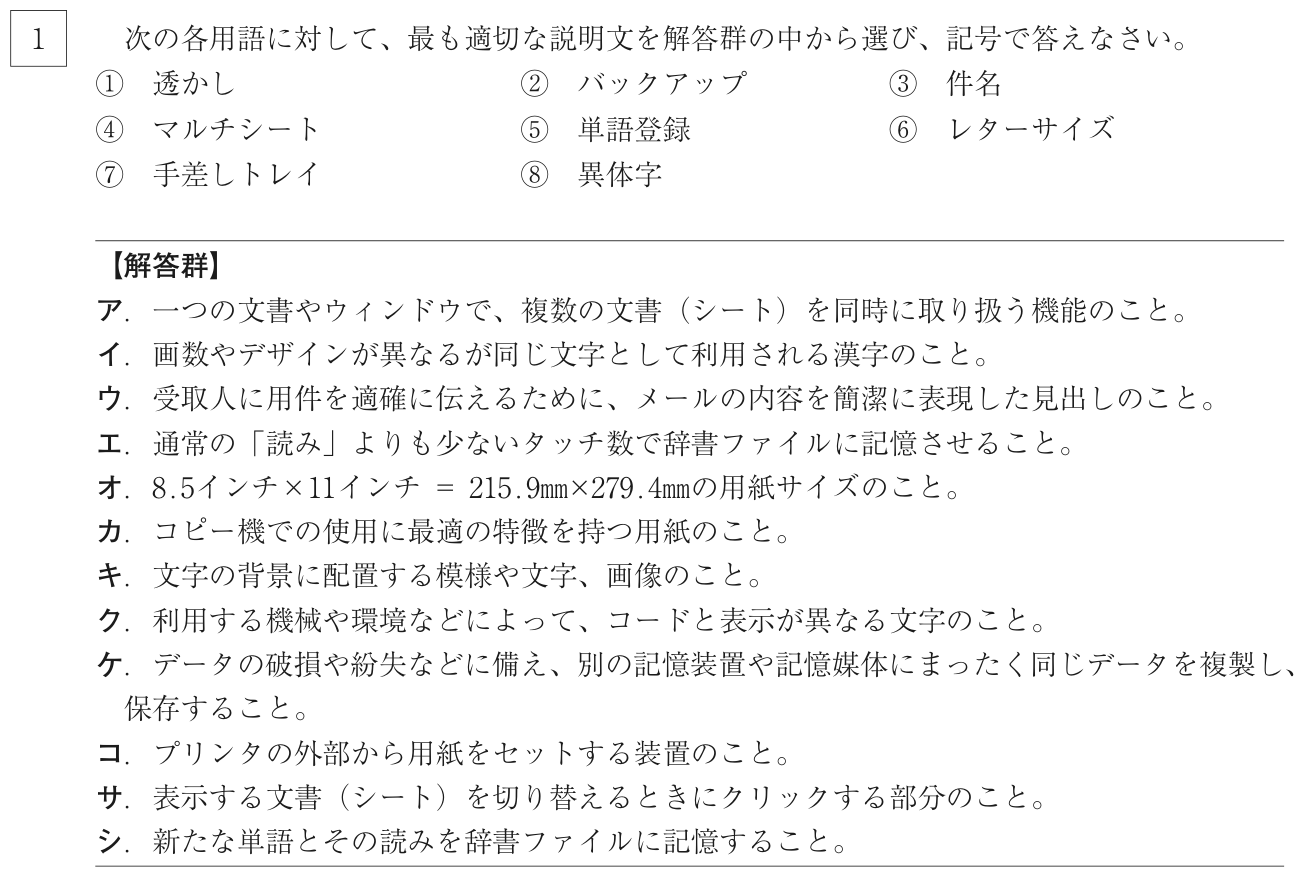 1　次の各用語に対して、最も適切な説明文を解答群の中から選び、記号で答えなさい。
①　透かし　②　バックアップ　③　件名
④　マルチシート　⑤　単語登録　⑥　レターサイズ
⑦　手差しトレイ　⑧　異体字
【解答群】
ア．一つの文書やウィンドウで、複数の文書（シート）を同時に取り扱う機能のこと。
イ．画数やデザインが異なるが同じ文字として利用される漢字のこと。
ウ．受取人に用件を適確に伝えるために、メールの内容を簡潔に表現した見出しのこと。
エ．通常の「読み」よりも少ないタッチ数で辞書ファイルに記憶させること。
オ．8.5インチ×11インチ ＝ 215.9㎜×279.4㎜の用紙サイズのこと。
カ．コピー機での使用に最適の特徴を持つ用紙のこと。
キ．文字の背景に配置する模様や文字、画像のこと。
ク．利用する機械や環境などによって、コードと表示が異なる文字のこと。
ケ．データの破損や紛失などに備え、別の記憶装置や記憶媒体にまったく同じデータを複製し、
保存すること。
コ．プリンタの外部から用紙をセットする装置のこと。
サ．表示する文書（シート）を切り替えるときにクリックする部分のこと。
シ．新たな単語とその読みを辞書ファイルに記憶すること。